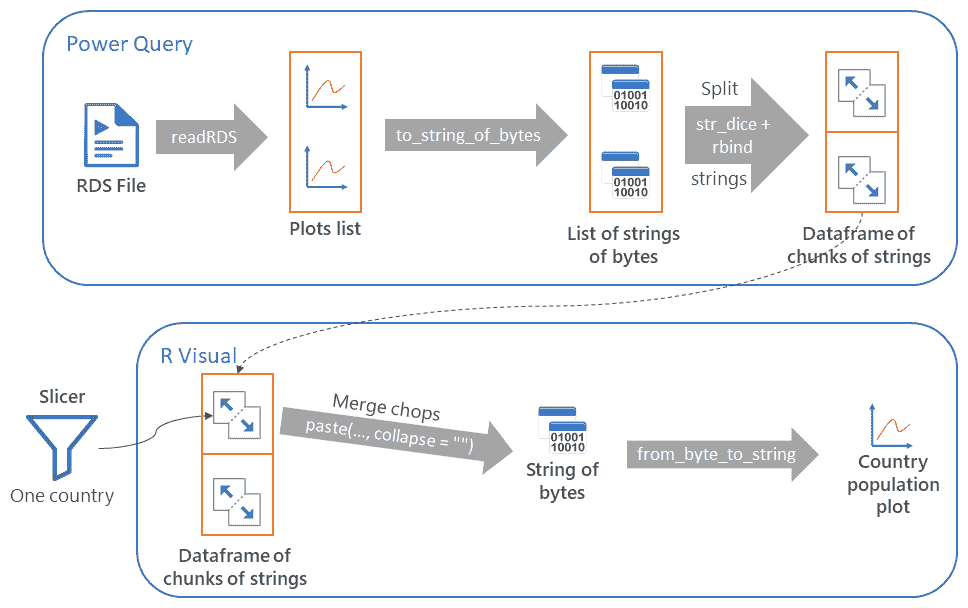 Power Query
readRDS
RDS File
Plots list
to_string_of_bytes
01001
10010
01001
10010
List of strings
of bytes
Split
str_dice +
rbind
strings
Dataframe of
chunks of strings
R Visual
Slicer
One country
Dataframe of
chunks of strings
Merge chops
paste(..., collapse = "")
01001
10010
String of
bytes
from_byte_to_string
Country
population
plot